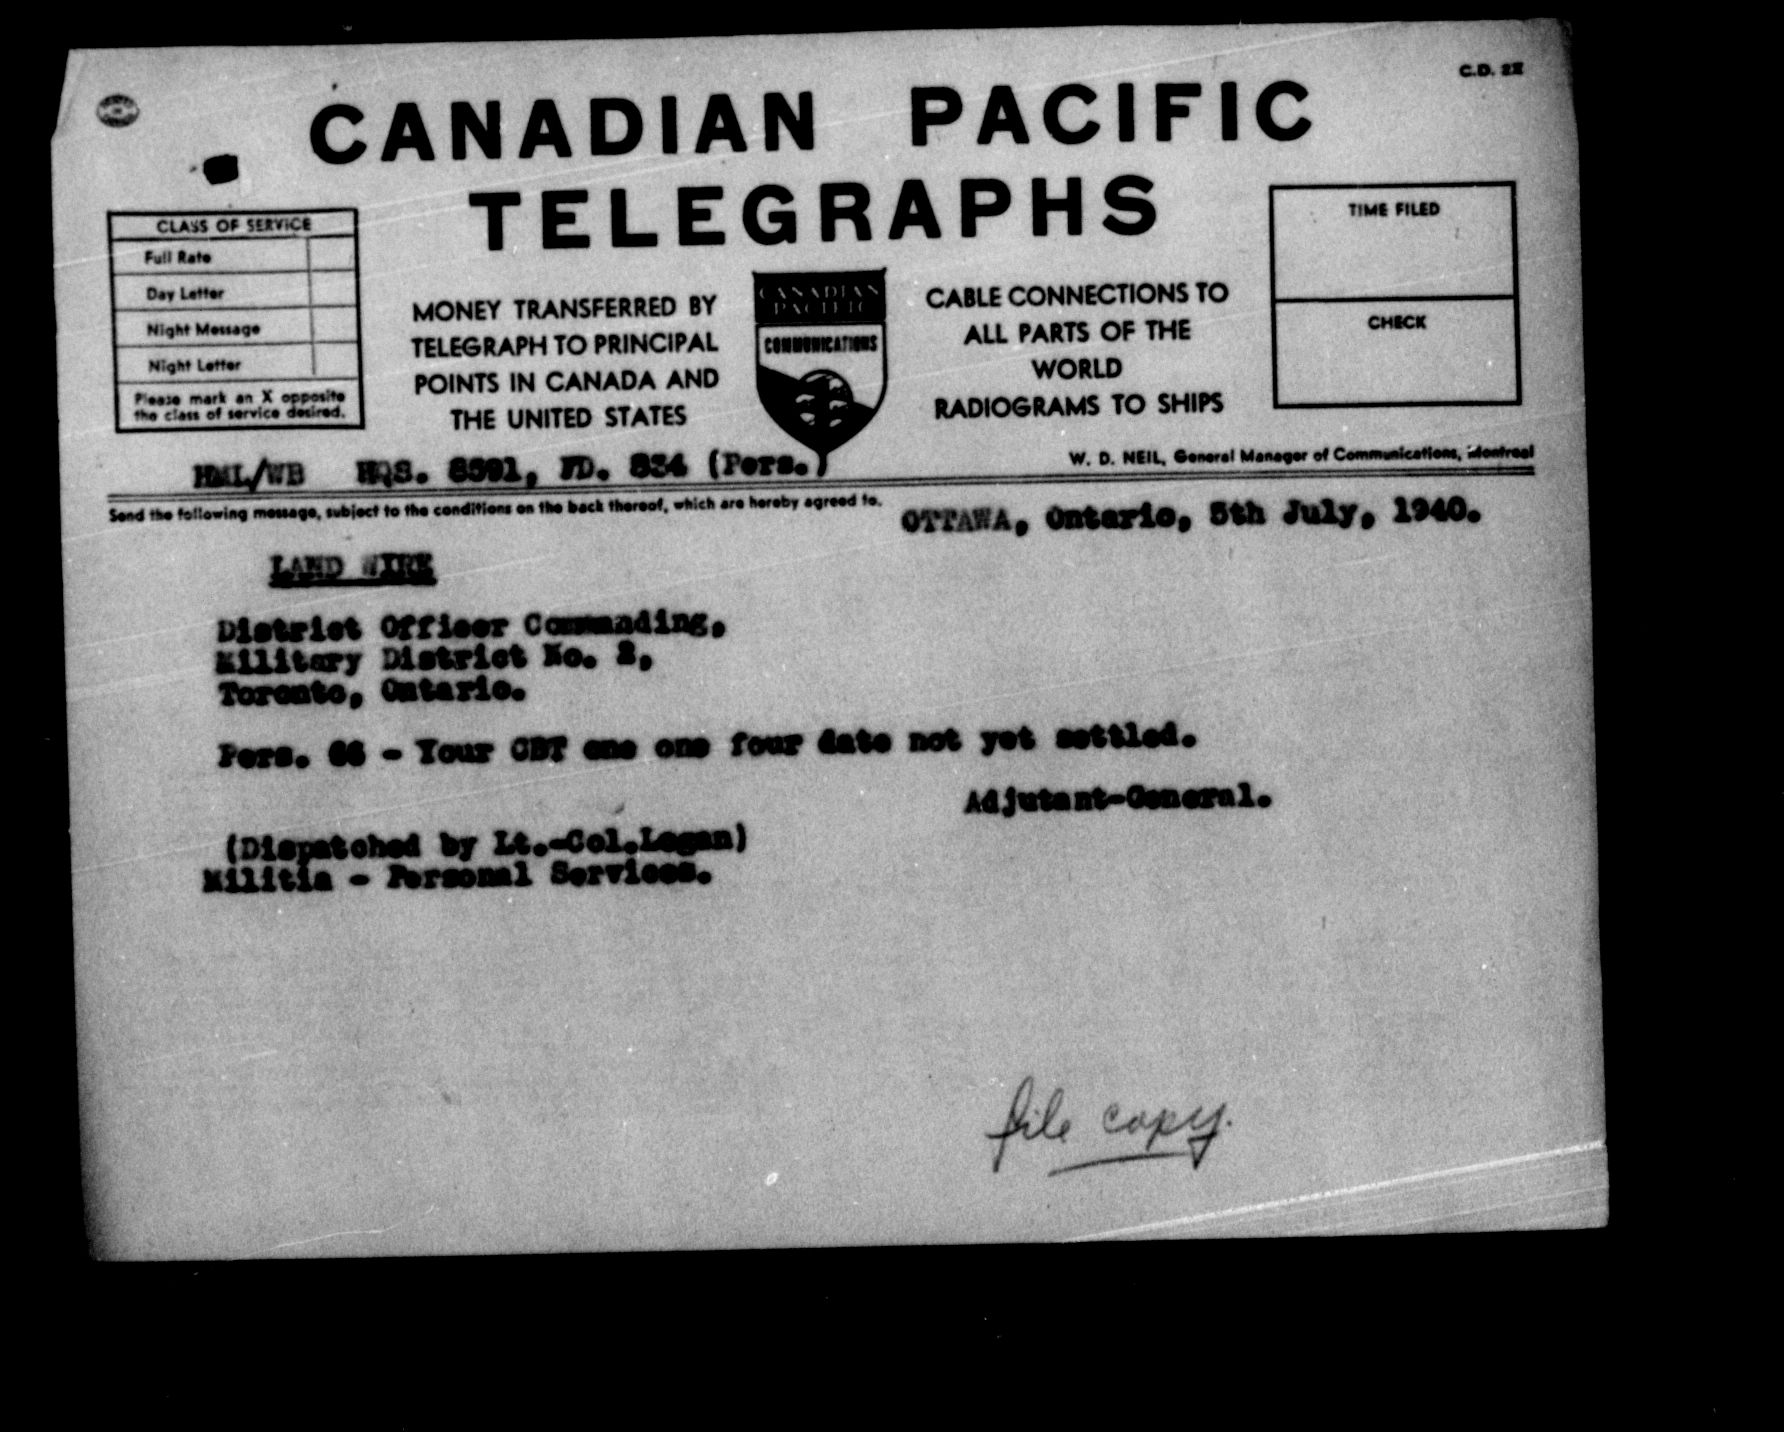 C.D. 2X
CANADIAN PACIFIC
TELEGRAPHS
CLASS OF SERVICE
Full Rate
Day Letter
Night Message
Night Letter
Please mark an X opposite
the class of service desired.
MONEY TRANSFERRED BY
TELEGRAPH TO PRINCIPAL
POINTS IN CANADA AND
THE UNITED STATES
CANADIAN
PACIFIC
COMMUNICATIONS
CABLE CONNECTIONS TO
ALL PARTS OF THE
WORLD
RADIOGRAMS TO SHIPS
TIME FILED
CHECK
W. D. NEIL, General Manager of Communications, Montreal
HML/WB HQS. 8591, FD. 834 (Pers.)
Send the following message, subject to the conditions on the back thereof, which are hereby agreed to.
OTTAWA, Ontario, 5th July, 1940.
LAND WIRE
District Officer Commanding,
Military District No. 2,
Toronto, Ontario.
Pers. 66 - Your CBT one one four date not yet settled.
Adjutant-General.
(Dispatched by Lt.-Col.Logan)
Militia - Personal Services.
file copy.